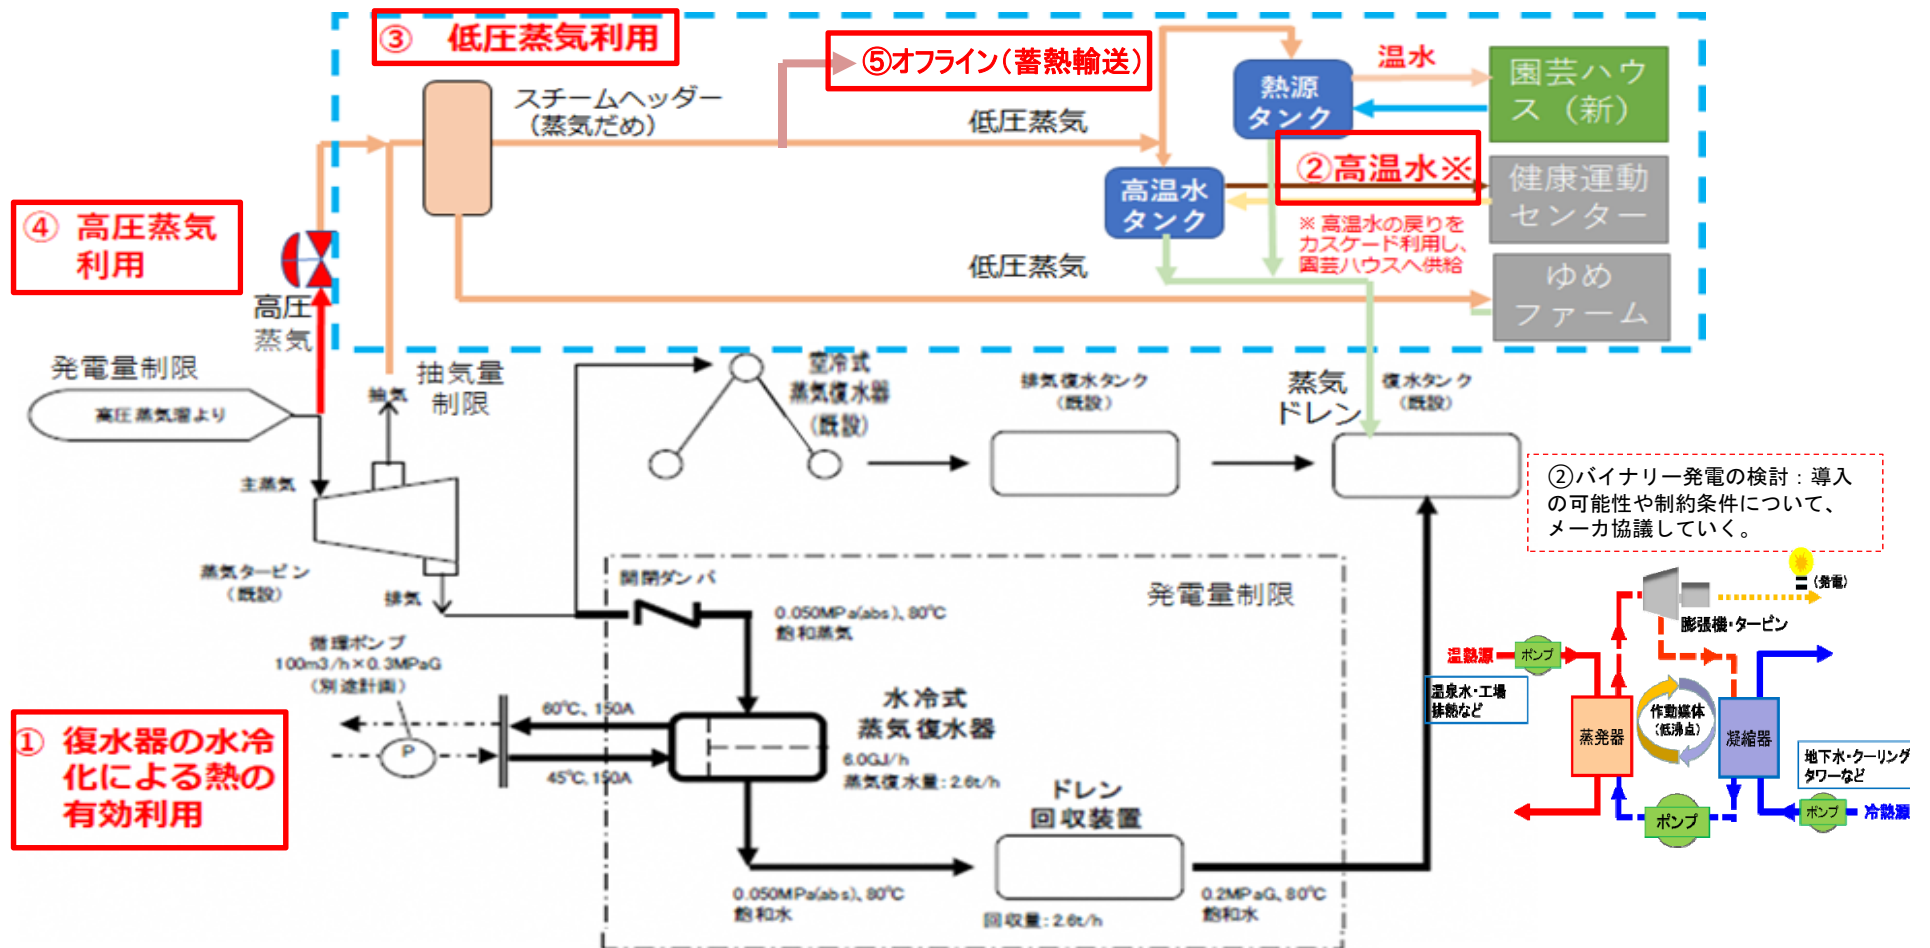 ③ 低圧蒸気利用
⑤オフライン(蓄熱輸送)
スチームヘッダー
(蒸気だめ)
低圧蒸気
熱源
タンク
温水
園芸ハウ
ス（新）
②高温水※
高温水
タンク
健康運動
センター
※ 高温水の戻りを
カスケード利用し、
園芸ハウスへ供給
④ 高圧蒸気
利用
低圧蒸気
ゆめ
ファーム
高圧
蒸気
発電量制限
高圧蒸気溜より
抽気
抽気量
制限
空冷式
蒸気復水器
(既設)
排気復水タンク
(既設)
蒸気
ドレン
復水タンク
(既設)
主蒸気
蒸気タービン
(既設)
排気
②バイナリー発電の検討：導入
の可能性や制約条件について、
メーカ協議していく。
開閉ダンパ
発電量制限
0.050MPa(abs)、80℃
飽和蒸気
循環ポンプ
100m3/h×0.3MPaG
(別途計画)
P
60℃、150A
45℃、150A
水冷式
蒸気復水器
6.0GJ/h
蒸気復水量：2.6t/h
① 復水器の水冷
化による熱の
有効利用
ドレン
回収装置
0.050MPa(abs)、80℃
飽和水
回収量：2.6t/h
0.2MPaG、80℃
飽和水
(発電)
膨張機・タービン
温熱源
ポンプ
温泉水・工場
排熱など
蒸発器
作動媒体
(低沸点)
凝縮器
地下水・クーリング
タワーなど
ポンプ
ポンプ
冷熱源